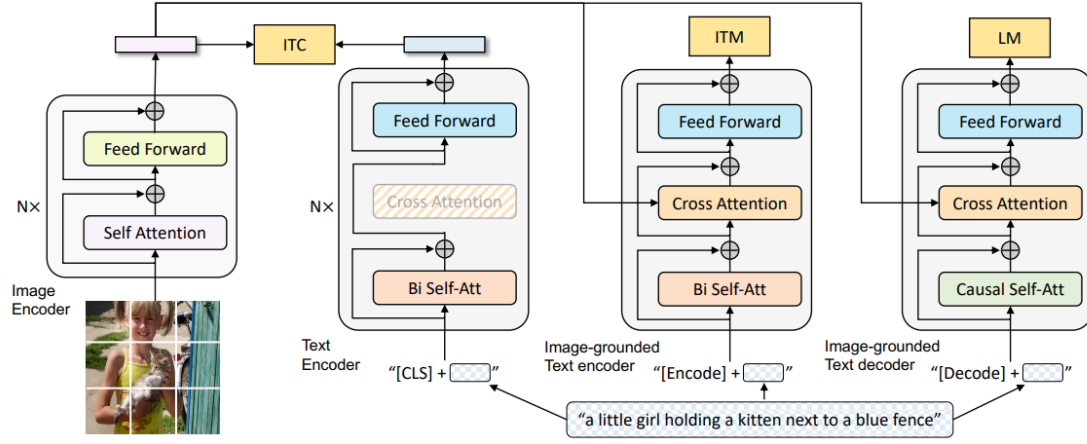 ITC
ITM
LM
Feed Forward
Self Attention
N×
Image
Encoder
Feed Forward
Cross Attention
Bi Self-Att
N×
Text
Encoder
"[CLS] + "
Feed Forward
Cross Attention
Bi Self-Att
Image-grounded
Text encoder
"[Encode] + "
Feed Forward
Cross Attention
Causal Self-Att
Image-grounded
Text decoder
"[Decode] + "
"a little girl holding a kitten next to a blue fence"